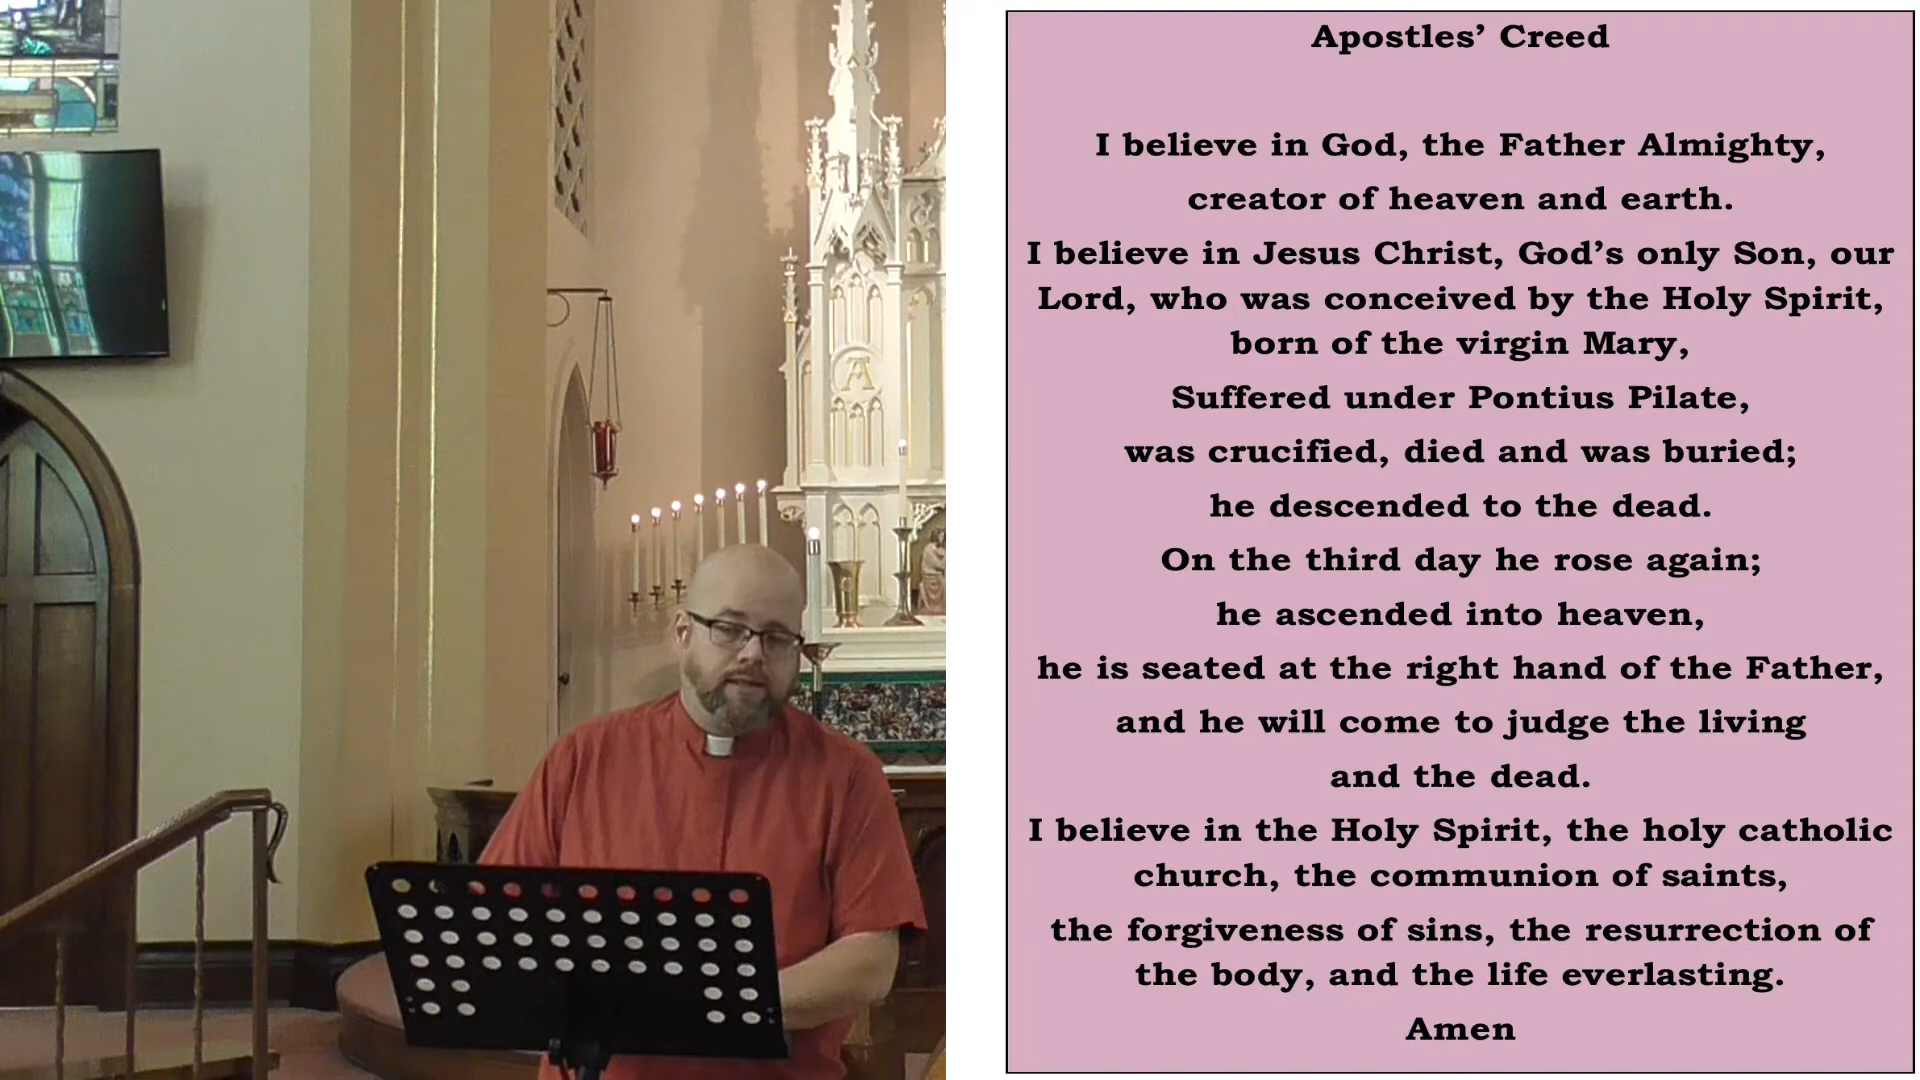 Apostles’ Creed
I believe in God, the Father Almighty,
creator of heaven and earth.
I believe in Jesus Christ, God’s only Son, our
Lord, who was conceived by the Holy Spirit,
born of the virgin Mary,
Suffered under Pontius Pilate,
was crucified, died and was buried;
he descended to the dead.
On the third day he rose again;
he ascended into heaven,
he is seated at the right hand of the Father,
and he will come to judge the living
and the dead.
I believe in the Holy Spirit, the holy catholic
church, the communion of saints,
the forgiveness of sins, the resurrection of
the body, and the life everlasting.
Amen
A